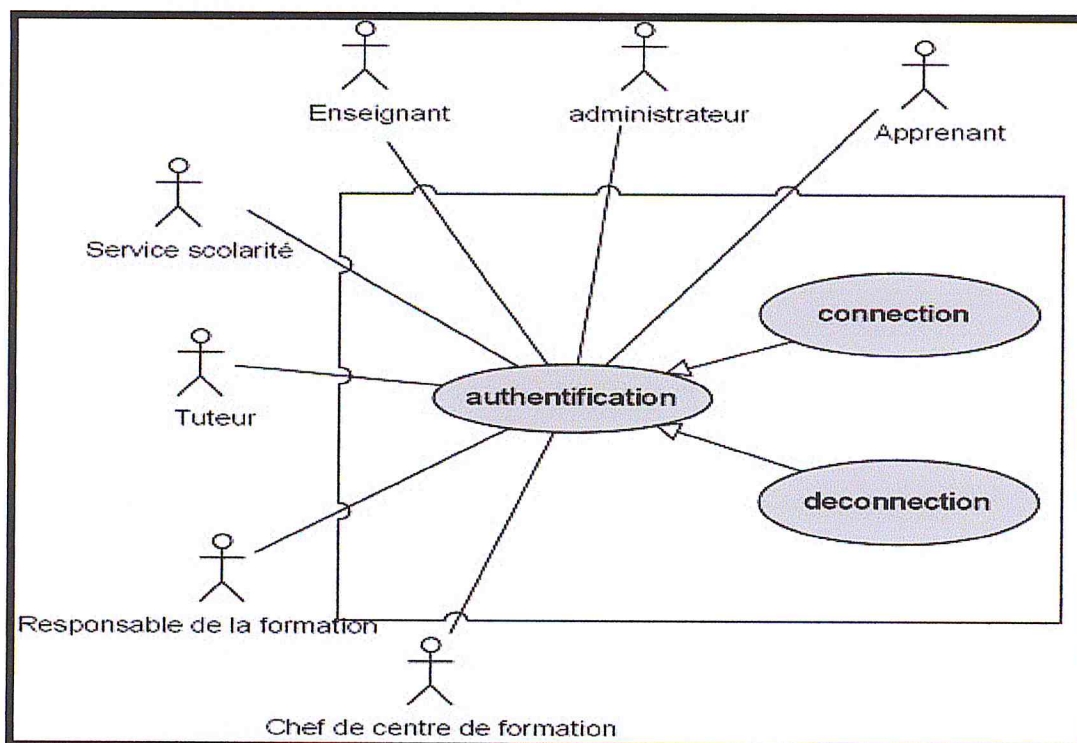 Enseignant
administrateur
Apprenant
Service scolarité
connection
Tuteur
authentification
deconnection
Responsable de la formation
Chef de centre de formation